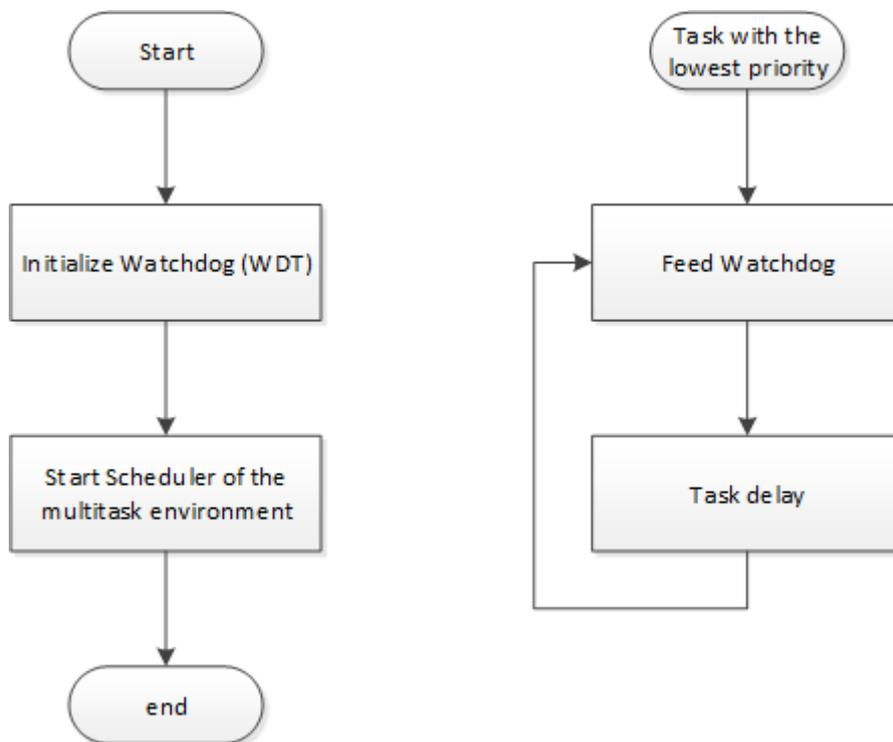 Start
Initialize Watchdog (WDT)
Start Scheduler of the
multitask environment
end
Task with the
lowest priority
Feed Watchdog
Task delay